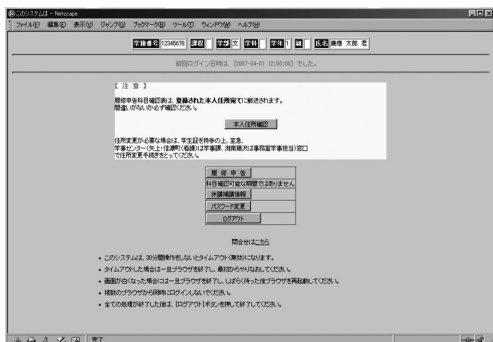 このシステムは - Netscape
ファイル(F) 編集(E) 表示(V) ジャンプ(G) ブックマーク(B) ツール(T) ウィンドウ(W) ヘルプ(H)
学籍番号 12345678 課程 学部 文 学科 学年 1 組 氏名 慶應 太郎 君
前回ログイン日時は、[2007-04-01 12:00:00] でした。
【 注 意 】
履修申告科目確認表は、登録された本人住所宛てに郵送されます。
間違いがないか必ず確認ください。
本人住所確認
住所変更が必要な場合は、学生証を持参の上、至急、
学事センター(矢上・信濃町(看護)は学事課、湘南藤沢は事務室学事担当)窓口
で住所変更手続きをとってください。
履 修 申 告
科目確認可能な期間ではありません
休講補講情報
パスワード変更
ログアウト
問合せはこちら
・ このシステムは、30分間操作をしないとタイムアウト(無効)になります。
・ タイムアウトした場合は一旦ブラウザを終了し、最初からやりなおしてください。
・ 画面が白くなった場合には一旦ブラウザを終了し、しばらく待った後ブラウザを再起動してください。
・ 複数のブラウザから同時にログインしないでください。
・ 全ての処理が終了した後は、[ログアウト]ボタンを押して終了してください。
完了